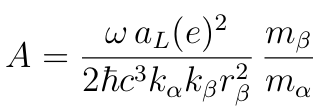 $A = \frac{\omega \, a_L(e)^2}{2\hbar c^3 k_\alpha k_\beta r_\beta^2} \, \frac{m_\beta}{m_\alpha}$